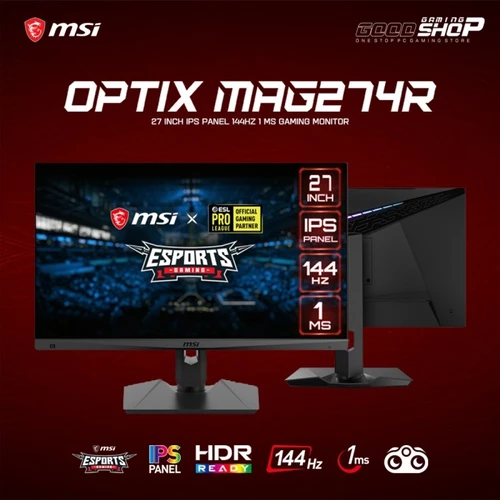 msi
GAMING
GOOD SHOP
ONE STOP PC GAMING STORE
OPTIX MAG274R
27 INCH IPS PANEL 144HZ 1 MS GAMING MONITOR
msi X ESL PRO LEAGUE OFFICIAL GAMING PARTNER
ESPORTS
GAMING
27
INCH
IPS
PANEL
144
HZ
1
MS
msi
msi
ESPORTS
GAMING
IPS
PANEL
HDR
READY
144Hz
1ms